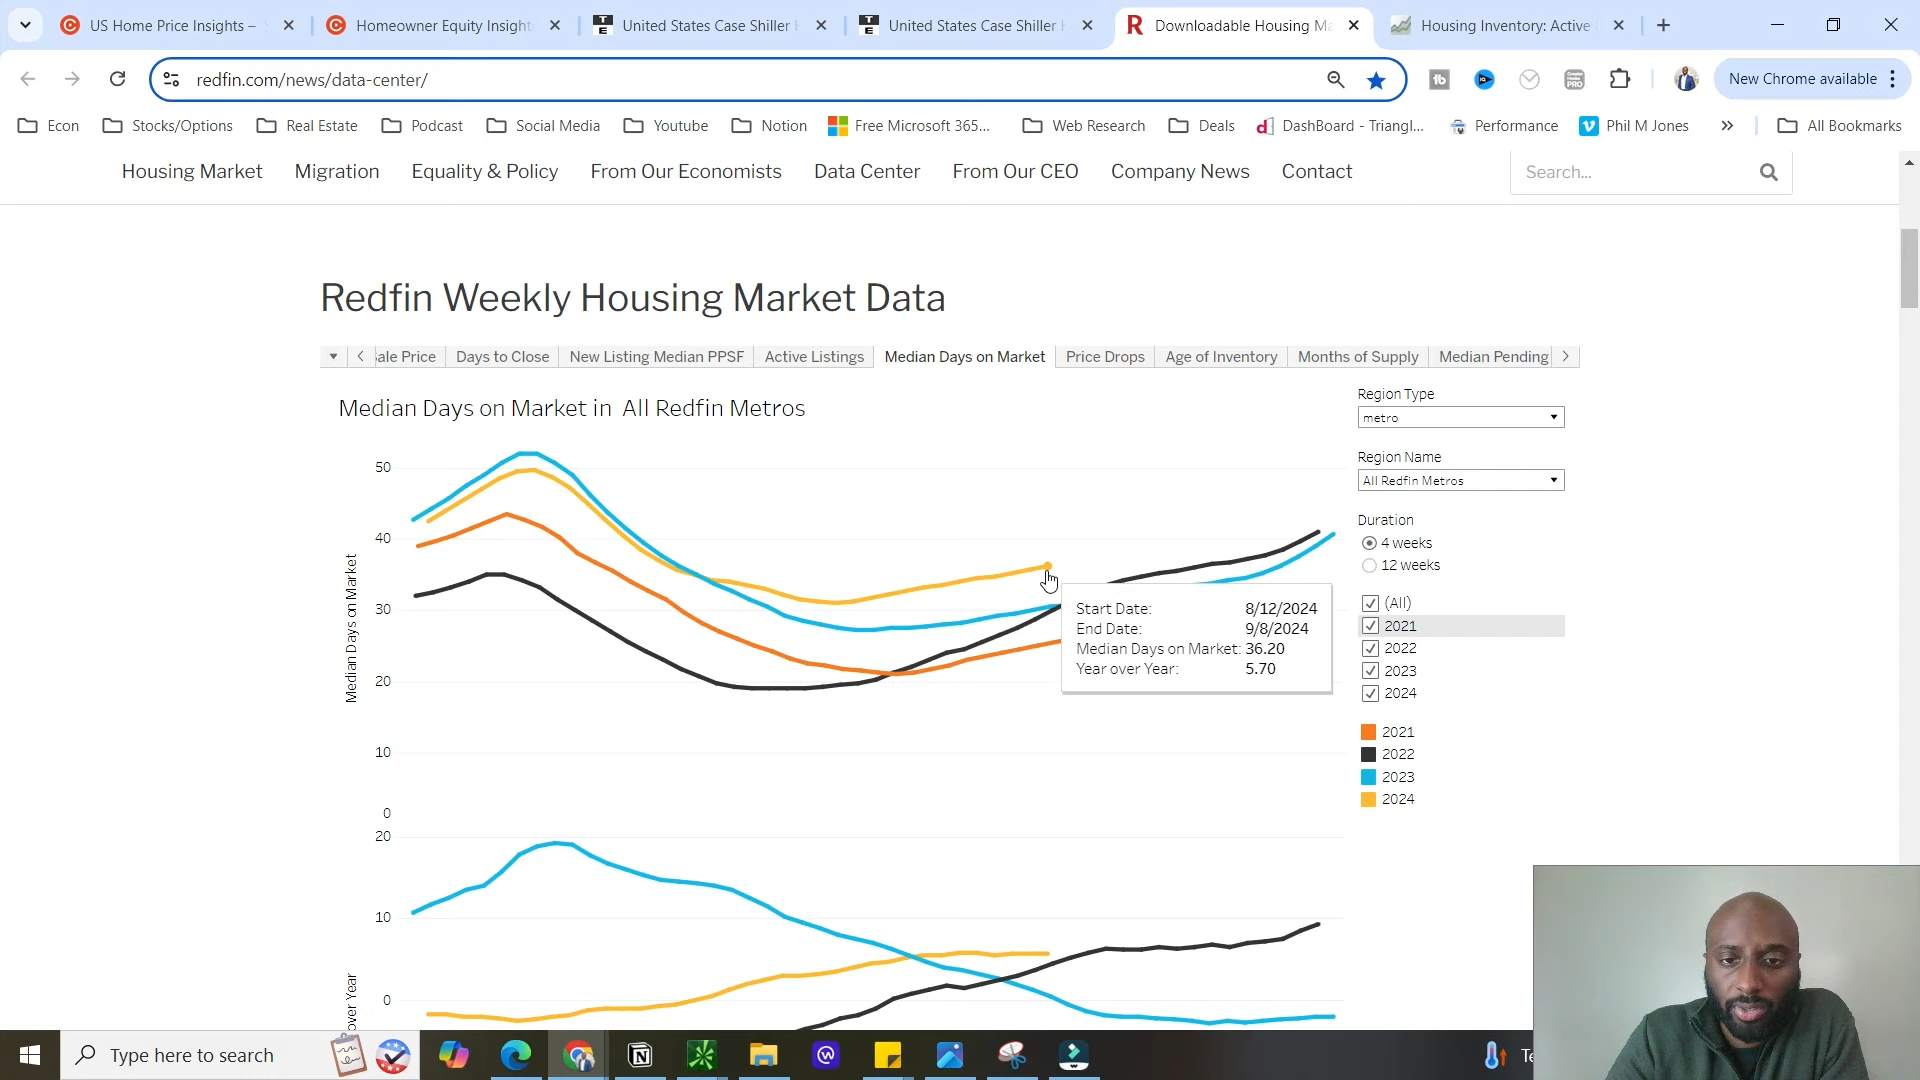 US Home Price Insights –
Homeowner Equity Insight
United States Case Shiller
United States Case Shiller
Downloadable Housing Ma
Housing Inventory: Active
redfin.com/news/data-center/
New Chrome available
Econ
Stocks/Options
Real Estate
Podcast
Social Media
Youtube
Notion
Free Microsoft 365...
Web Research
Deals
DashBoard - Triangl...
Performance
Phil M Jones
All Bookmarks
Housing Market
Migration
Equality & Policy
From Our Economists
Data Center
From Our CEO
Company News
Contact
Search...
Redfin Weekly Housing Market Data
ale Price
Days to Close
New Listing Median PPSF
Active Listings
Median Days on Market
Price Drops
Age of Inventory
Months of Supply
Median Pending
Median Days on Market in All Redfin Metros
Region Type
metro
Region Name
All Redfin Metros
Duration
4 weeks
12 weeks
(All)
2021
2022
2023
2024
2021
2022
2023
2024
Median Days on Market
50
40
30
20
10
0
Start Date: 8/12/2024
End Date: 9/8/2024
Median Days on Market: 36.20
Year over Year: 5.70
20
10
0
over Year
Type here to search
Te